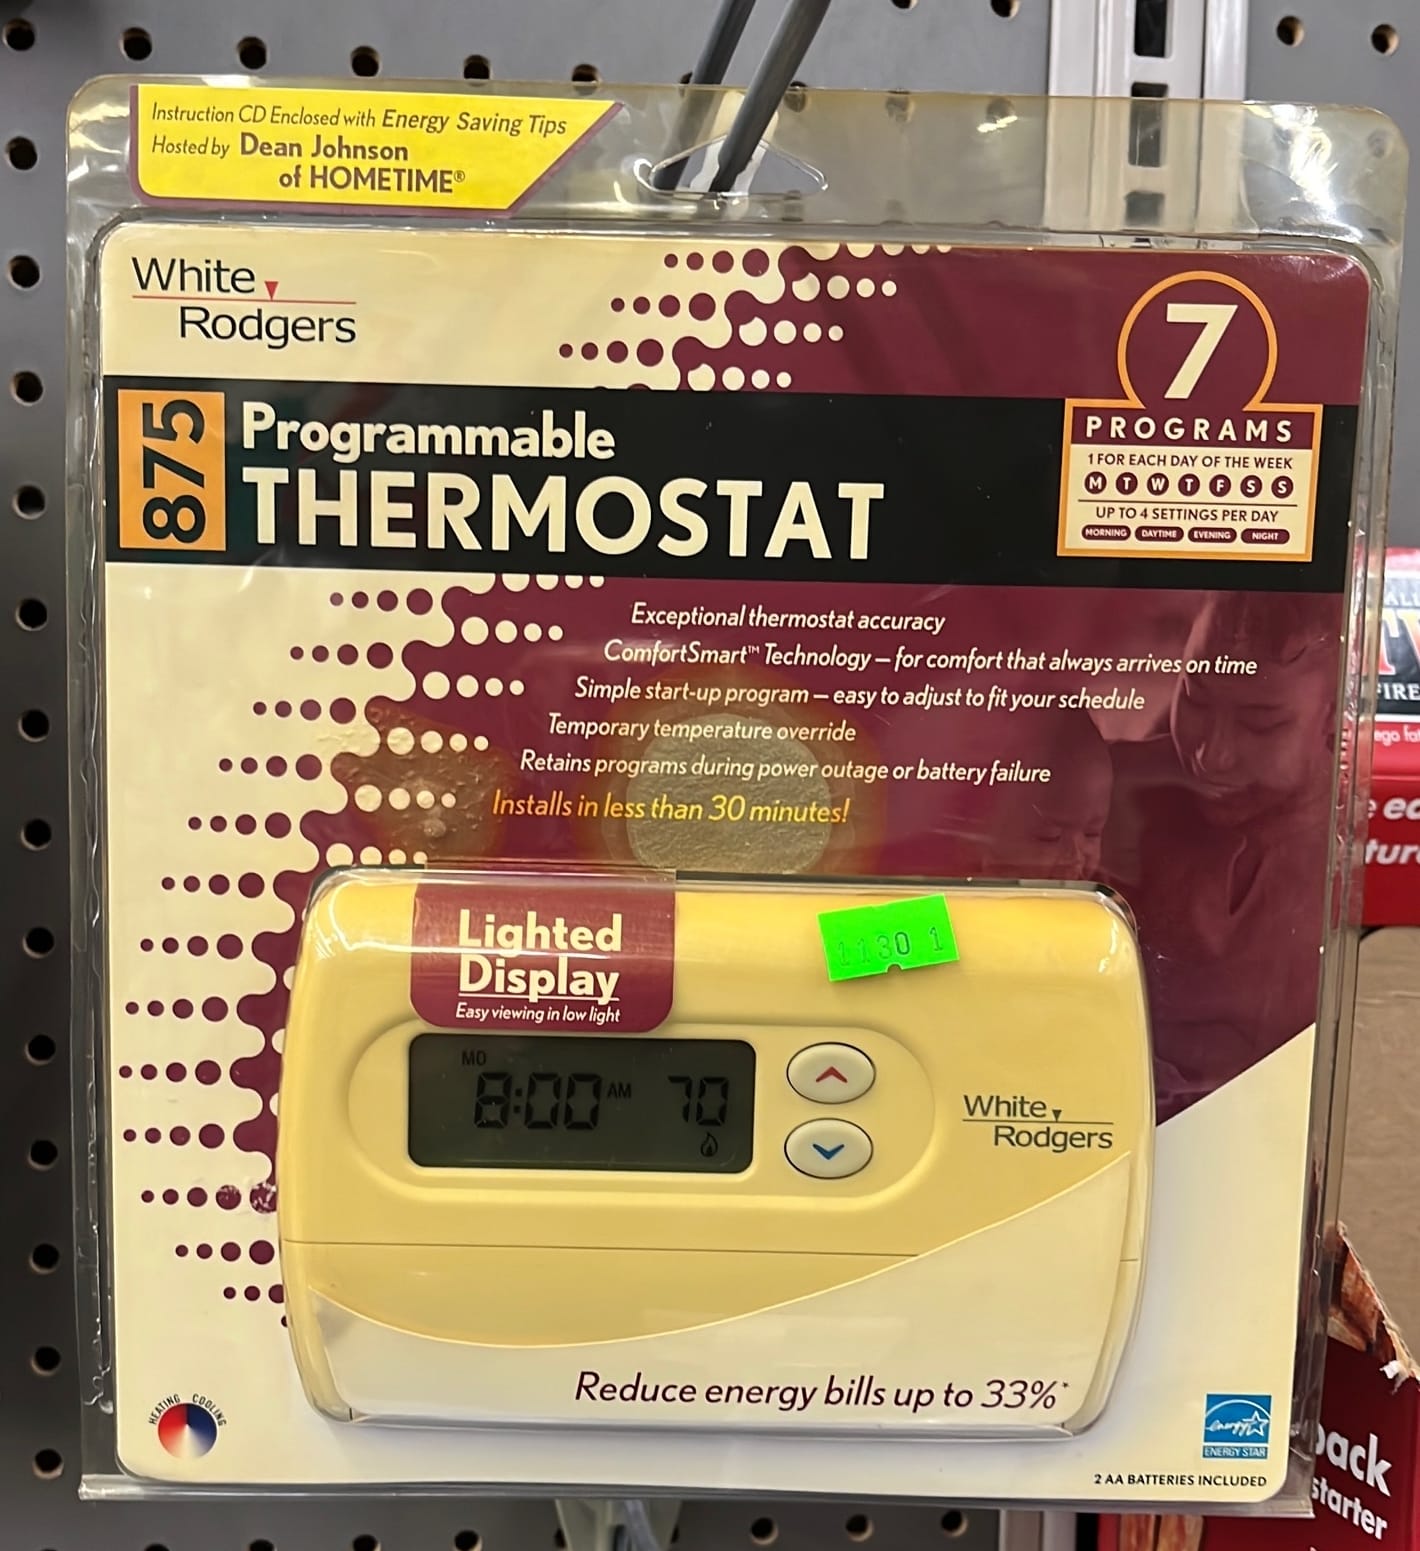 Instruction CD Enclosed with Energy Saving Tips
Hosted by Dean Johnson
of HOMETIME®
White
Rodgers
7
PROGRAMS
1 FOR EACH DAY OF THE WEEK
M T W T F S S
UP TO 4 SETTINGS PER DAY
MORNING DAYTIME EVENING NIGHT
875
Programmable
THERMOSTAT
Exceptional thermostat accuracy
ComfortSmart™ Technology – for comfort that always arrives on time
Simple start-up program – easy to adjust to fit your schedule
Temporary temperature override
Retains programs during power outage or battery failure
Installs in less than 30 minutes!
Lighted
Display
Easy viewing in low light
1130 1
MO
8:00 AM 70
White
Rodgers
Reduce energy bills up to 33%*
HEATING COOLING
energy
ENERGY STAR
2 AA BATTERIES INCLUDED
FIRE
ack
starter